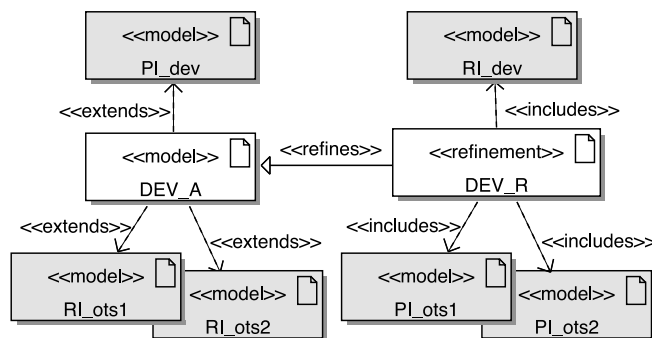 <<model>>
PI_dev
<<model>>
RI_dev
<<extends>>
<<includes>>
<<model>>
DEV_A
<<refines>>
<<refinement>>
DEV_R
<<extends>>
<<extends>>
<<includes>>
<<includes>>
<<model>>
RI_ots1
<<model>>
RI_ots2
<<model>>
PI_ots1
<<model>>
PI_ots2